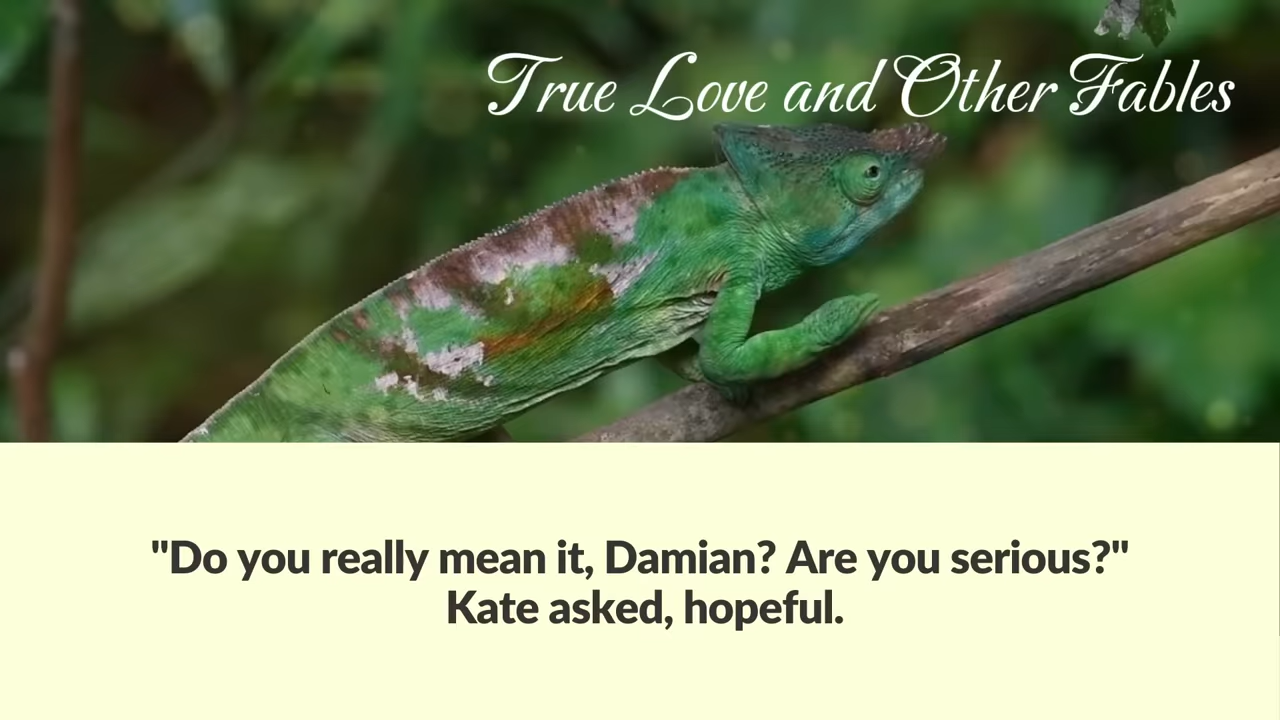 True Love and Other Fables
"Do you really mean it, Damian? Are you serious?"
Kate asked, hopeful.